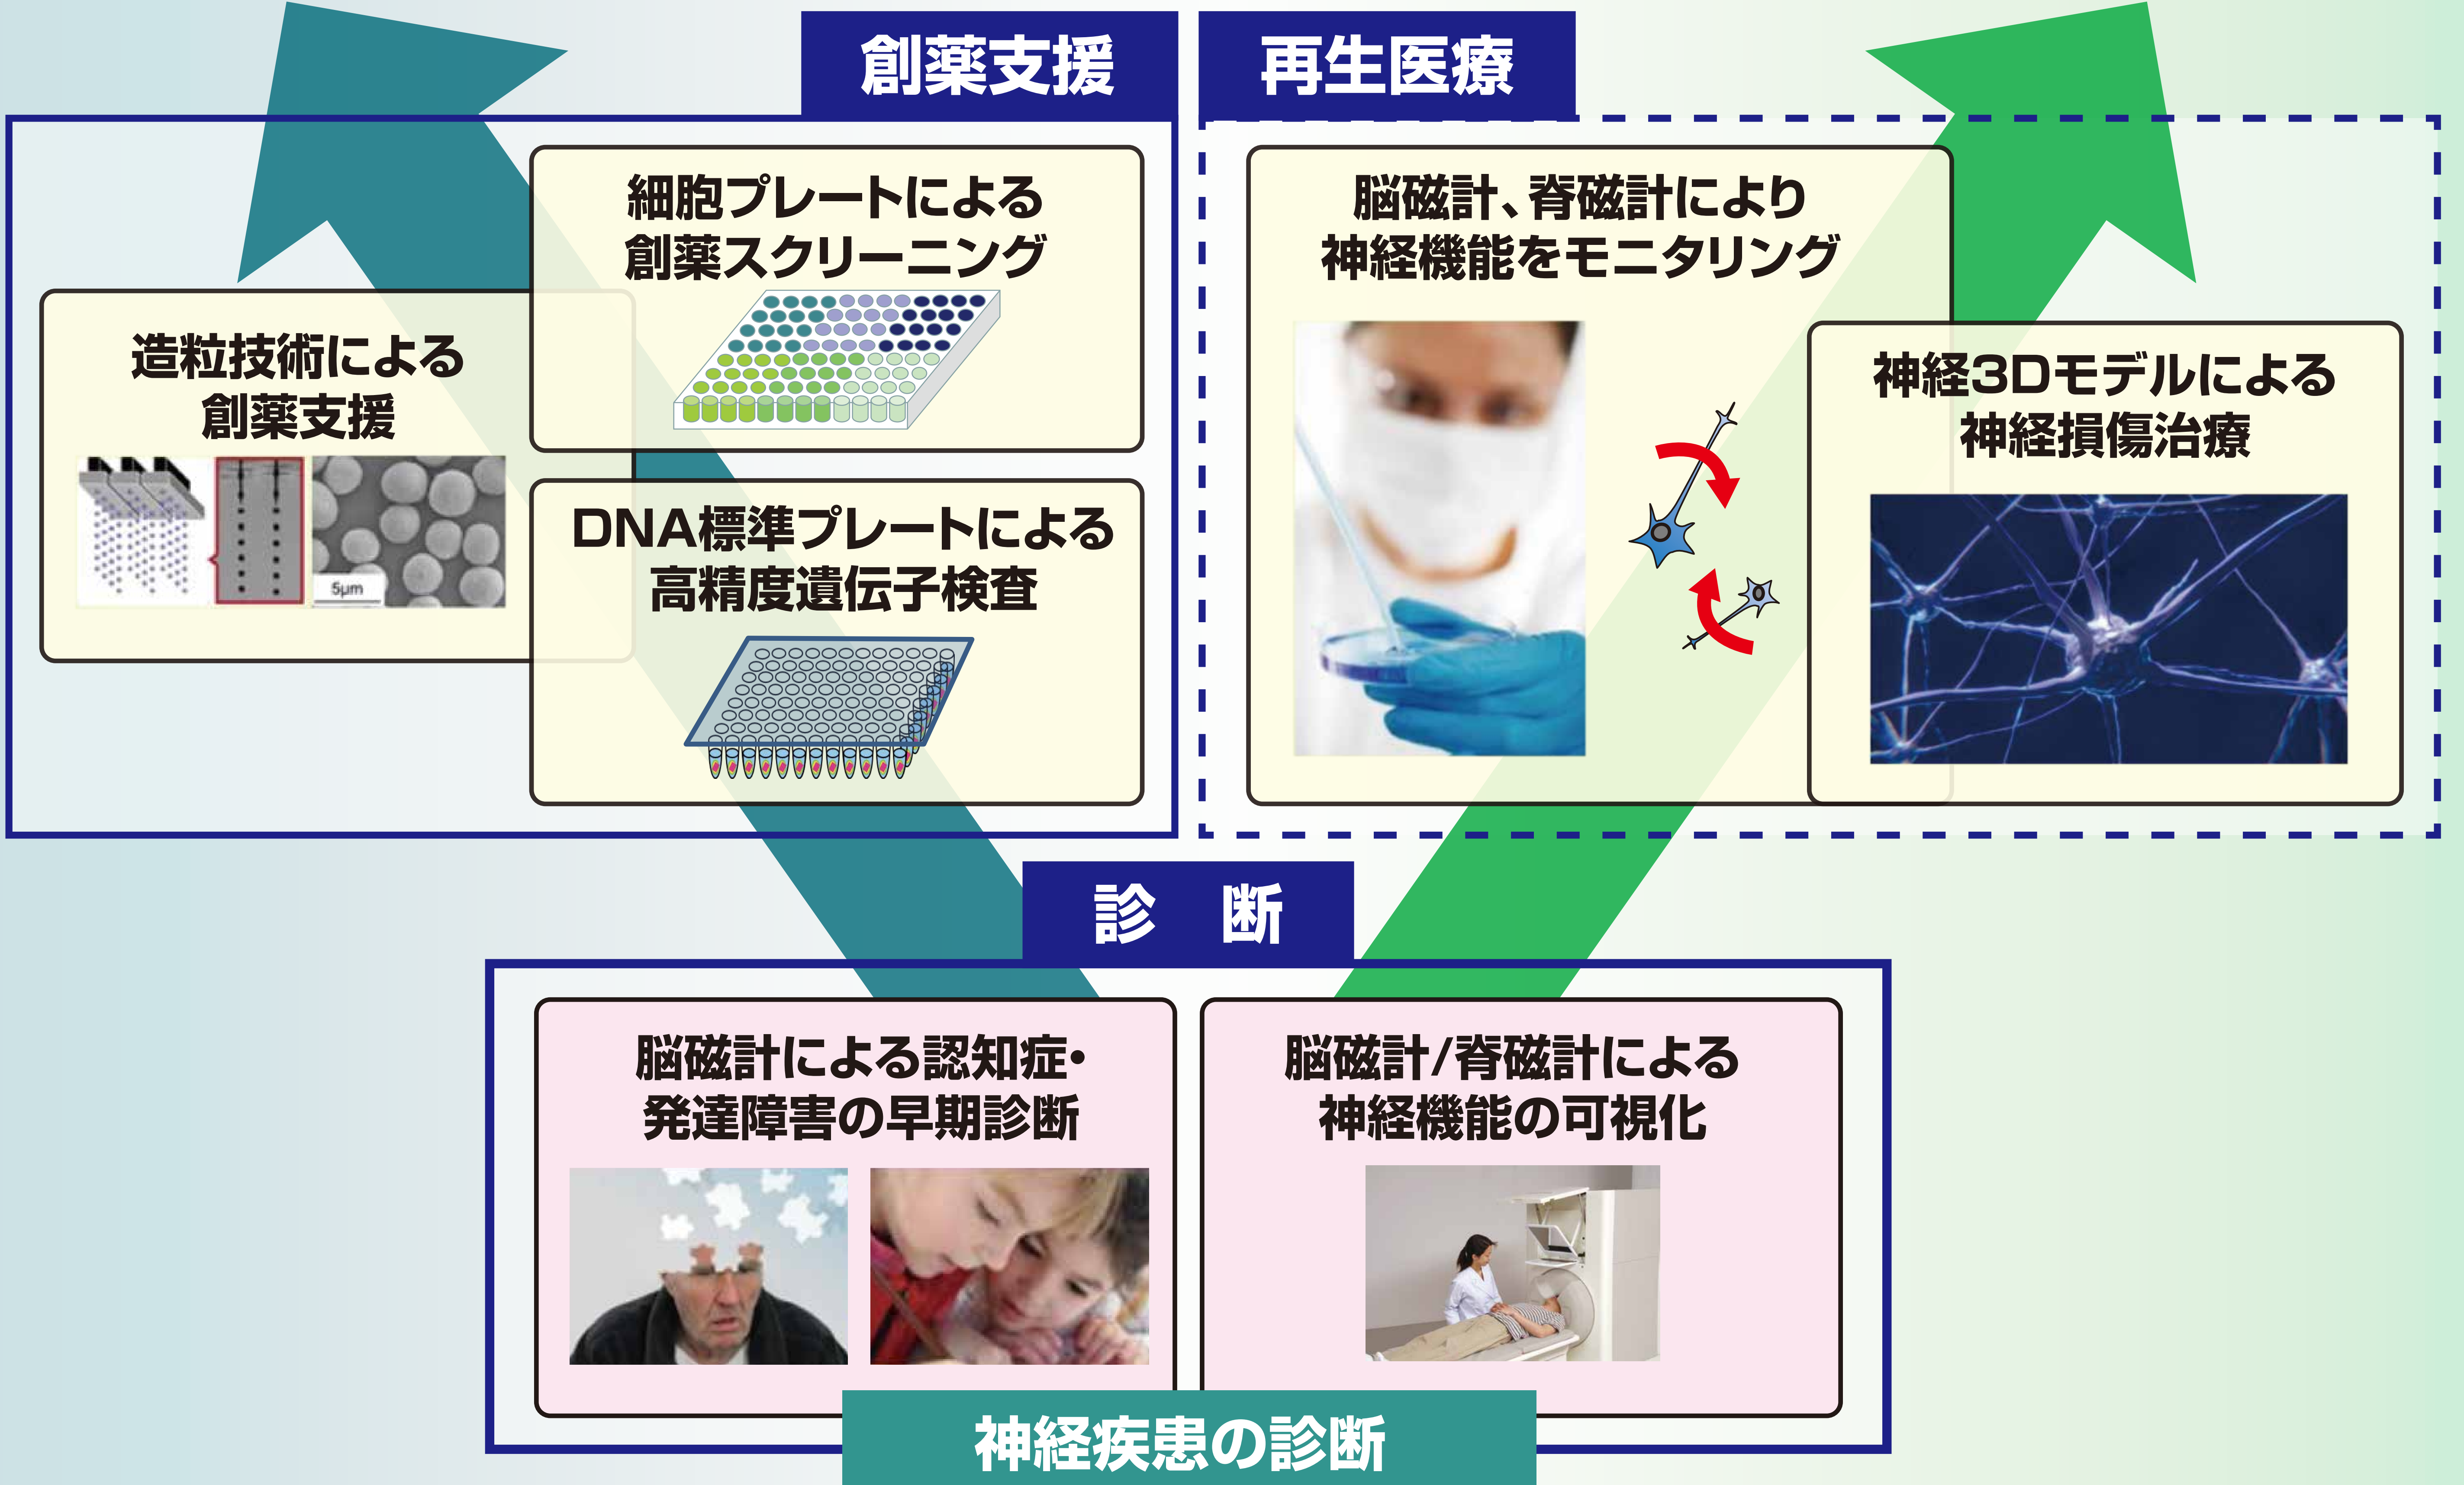 創薬支援
再生医療
細胞プレートによる
創薬スクリーニング
造粒技術による
創薬支援
5μm
DNA標準プレートによる
高精度遺伝子検査
脳磁計、脊磁計により
神経機能をモニタリング
神経3Dモデルによる
神経損傷治療
診　断
脳磁計による認知症・
発達障害の早期診断
脳磁計/脊磁計による
神経機能の可視化
神経疾患の診断